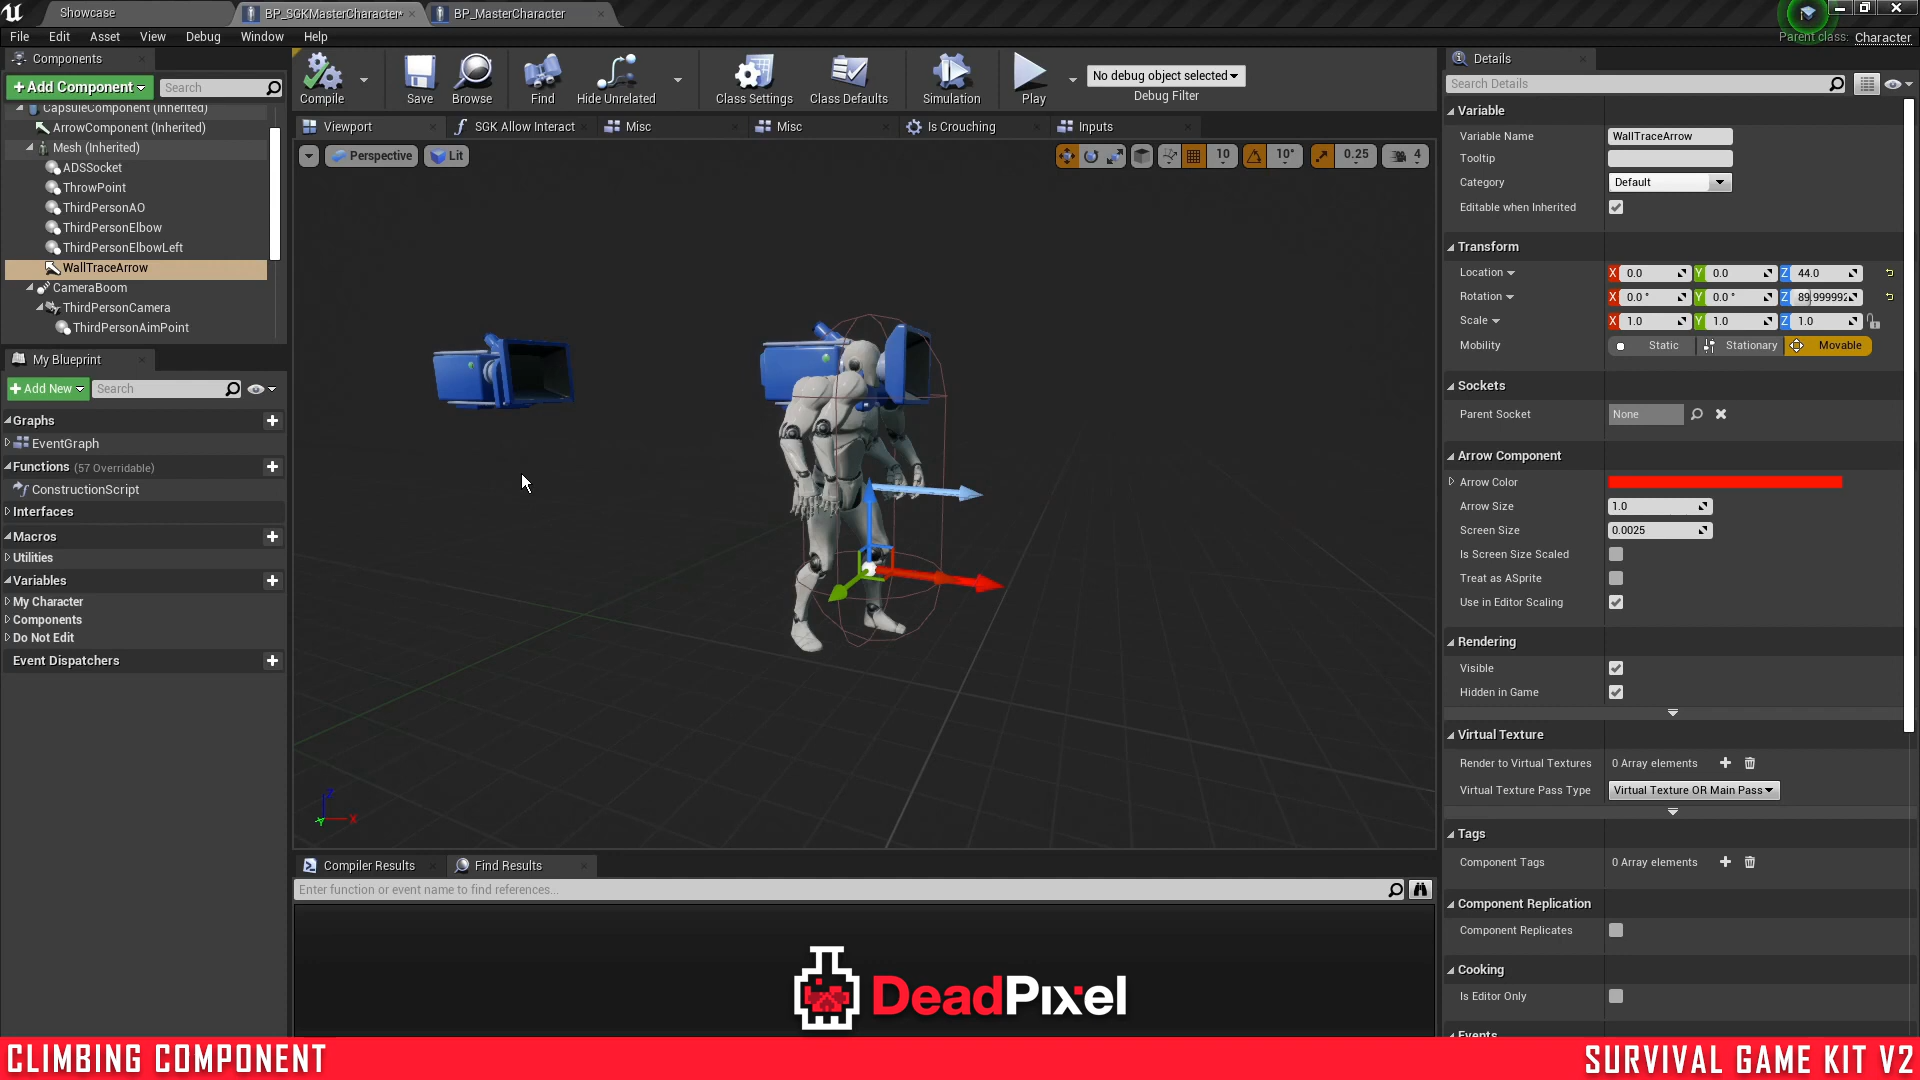 Showcase
BP_SGKMasterCharacter*
BP_MasterCharacter
Parent class: Character
File Edit Asset View Debug Window Help
Components
+ Add Component
Search
CapsuleComponent (Inherited)
ArrowComponent (Inherited)
Mesh (Inherited)
ADSSocket
ThrowPoint
ThirdPersonAO
ThirdPersonElbow
ThirdPersonElbowLeft
WallTraceArrow
CameraBoom
ThirdPersonCamera
ThirdPersonAimPoint
My Blueprint
+ Add New
Search
Graphs
EventGraph
Functions (57 Overridable)
ConstructionScript
Interfaces
Macros
Utilities
Variables
My Character
Components
Do Not Edit
Event Dispatchers
Compile
Save
Browse
Find
Hide Unrelated
Class Settings
Class Defaults
Simulation
Play
No debug object selected
Debug Filter
Viewport
SGK Allow Interact
Misc
Misc
Is Crouching
Inputs
Perspective
Lit
10
10°
0.25
4
Z
X
Y
Compiler Results
Find Results
Enter function or event name to find references...
DeadPixel
Details
Search Details
Variable
Variable Name WallTraceArrow
Tooltip
Category Default
Editable when Inherited
Transform
Location X 0.0 Y 0.0 Z 44.0
Rotation X 0.0 ° Y 0.0 ° Z 89.999992
Scale X 1.0 Y 1.0 Z 1.0
Mobility Static Stationary Movable
Sockets
Parent Socket None
Arrow Component
Arrow Color
Arrow Size 1.0
Screen Size 0.0025
Is Screen Size Scaled
Treat as ASprite
Use in Editor Scaling
Rendering
Visible
Hidden in Game
Virtual Texture
Render to Virtual Textures 0 Array elements
Virtual Texture Pass Type Virtual Texture OR Main Pass
Tags
Component Tags 0 Array elements
Component Replication
Component Replicates
Cooking
Is Editor Only
Events
CLIMBING COMPONENT
SURVIVAL GAME KIT V2